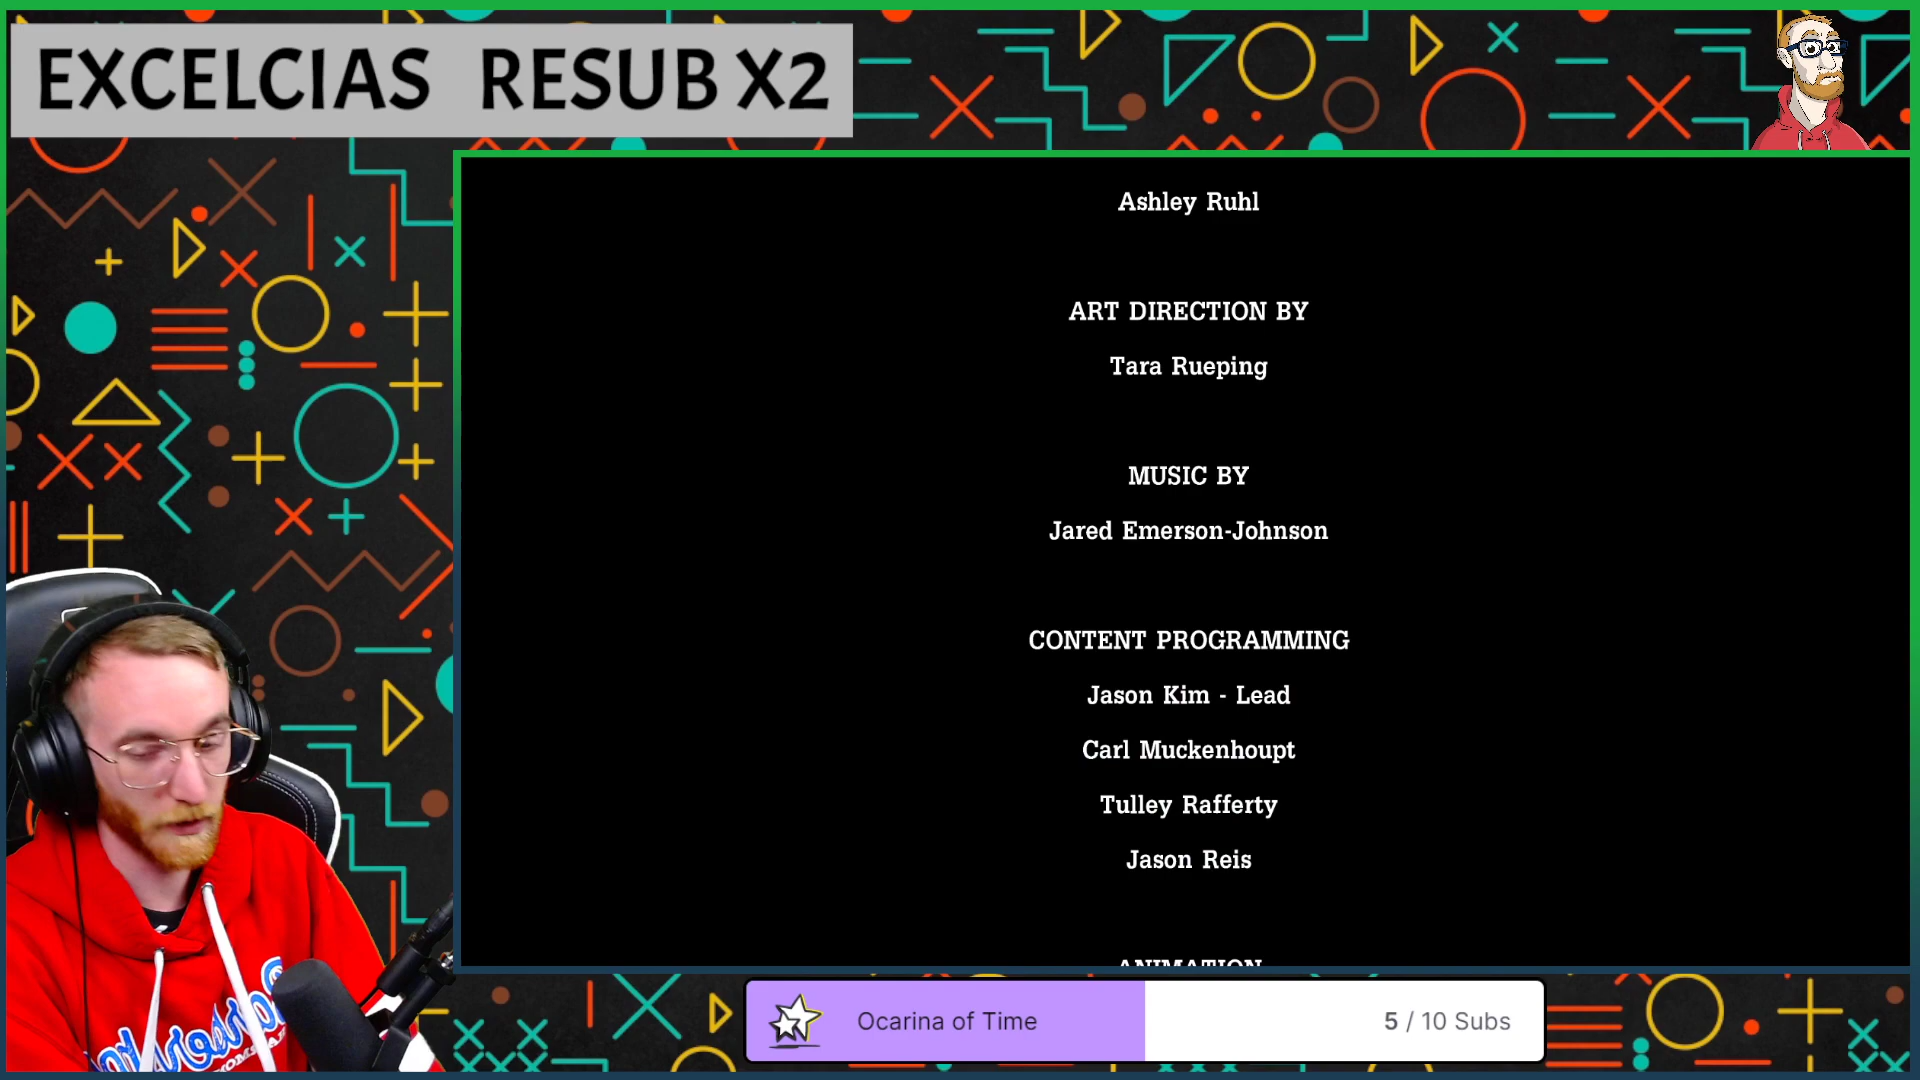 EXCELCIAS RESUB X2
Ashley Ruhl
ART DIRECTION BY
Tara Rueping
MUSIC BY
Jared Emerson-Johnson
CONTENT PROGRAMMING
Jason Kim - Lead
Carl Muckenhoupt
Tulley Rafferty
Jason Reis
ANIMATION
Ocarina of Time
5 / 10 Subs